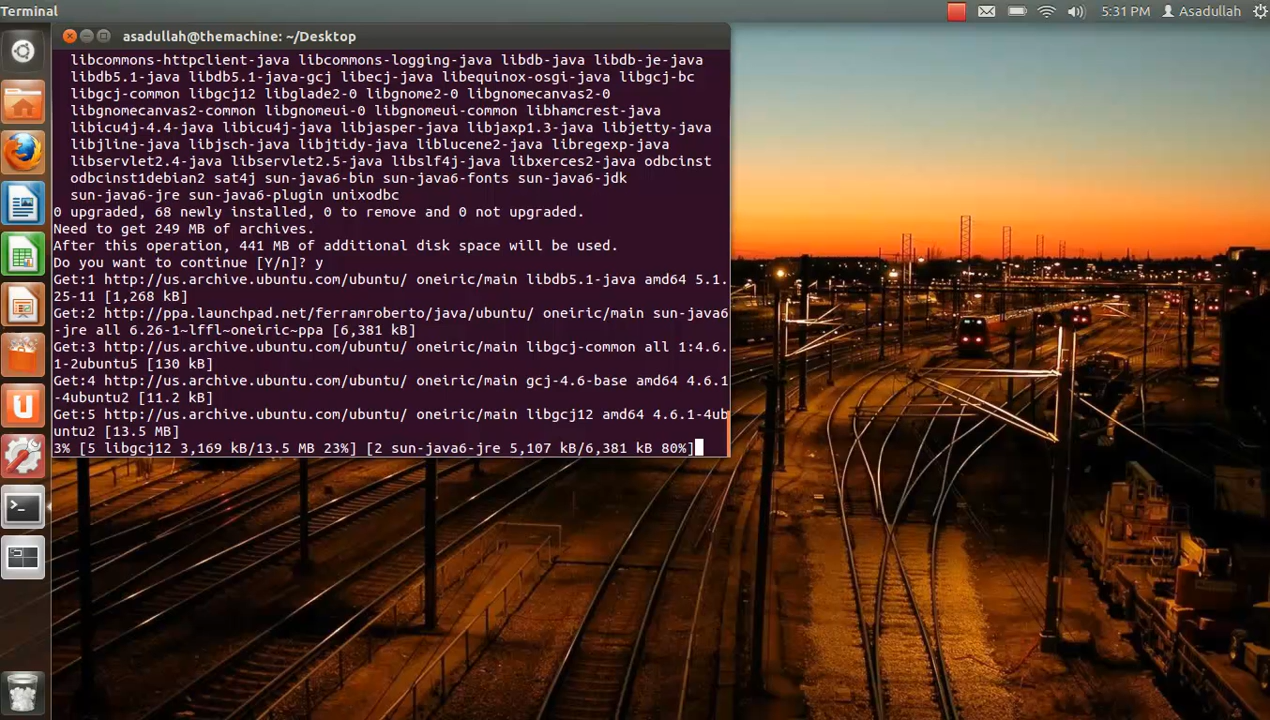 Terminal
5:31 PM
Asadullah
asadullah@themachine: ~/Desktop
libcommons-httpclient-java libcommons-logging-java libdb-java libdb-je-java
libdb5.1-java libdb5.1-java-gcj libecj-java libequinox-osgi-java libgcj-bc
libgcj-common libgcj12 libglade2-0 libgnome2-0 libgnomecanvas2-0
libgnomecanvas2-common libgnomeui-0 libgnomeui-common libhamcrest-java
libicu4j-4.4-java libicu4j-java libjasper-java libjaxp1.3-java libjetty-java
libjline-java libjsch-java libjtidy-java liblucene2-java libregexp-java
libservlet2.4-java libservlet2.5-java libslf4j-java libxerces2-java odbcinst
odbcinst1debian2 sat4j sun-java6-bin sun-java6-fonts sun-java6-jdk
sun-java6-jre sun-java6-plugin unixodbc
0 upgraded, 68 newly installed, 0 to remove and 0 not upgraded.
Need to get 249 MB of archives.
After this operation, 441 MB of additional disk space will be used.
Do you want to continue [Y/n]? y
Get:1 http://us.archive.ubuntu.com/ubuntu/ oneiric/main libdb5.1-java amd64 5.1.
25-11 [1,268 kB]
Get:2 http://ppa.launchpad.net/ferramroberto/java/ubuntu/ oneiric/main sun-java6
-jre all 6.26-1~lffl~oneiric~ppa [6,381 kB]
Get:3 http://us.archive.ubuntu.com/ubuntu/ oneiric/main libgcj-common all 1:4.6.
1-2ubuntu5 [130 kB]
Get:4 http://us.archive.ubuntu.com/ubuntu/ oneiric/main gcj-4.6-base amd64 4.6.1
-4ubuntu2 [11.2 kB]
Get:5 http://us.archive.ubuntu.com/ubuntu/ oneiric/main libgcj12 amd64 4.6.1-4ub
untu2 [13.5 MB]
3% [5 libgcj12 3,169 kB/13.5 MB 23%] [2 sun-java6-jre 5,107 kB/6,381 kB 80%]